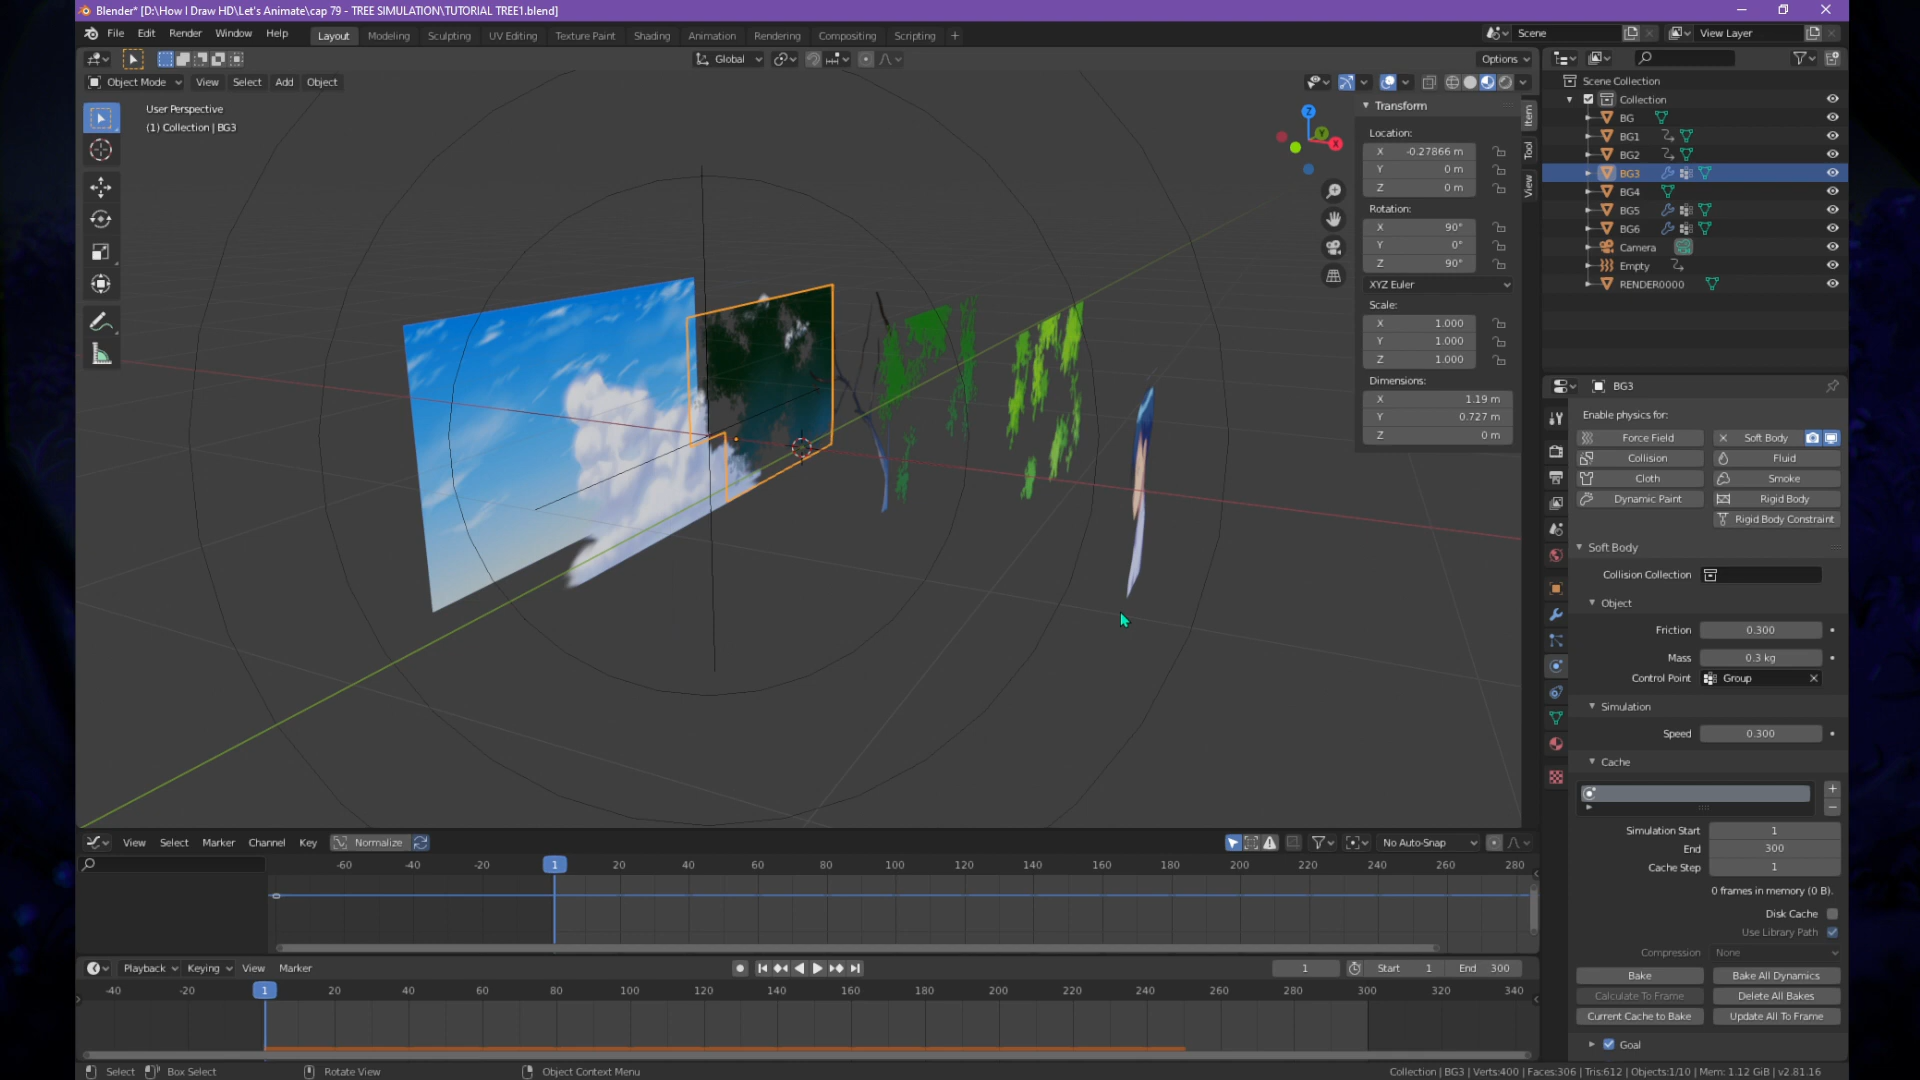 Blender* [D:\How I Draw HD\Let's Animate\cap 79 - TREE SIMULATION\TUTORIAL TREE1.blend]
File Edit Render Window Help Layout Modeling Sculpting UV Editing Texture Paint Shading Animation Rendering Compositing Scripting + Scene View Layer
Global Options
Object Mode View Select Add Object
User Perspective
(1) Collection | BG3
Z
Y
X
Transform
Location:
X -0.27866 m
Y 0 m
Z 0 m
Rotation:
X 90°
Y 0°
Z 90°
XYZ Euler
Scale:
X 1.000
Y 1.000
Z 1.000
Dimensions:
X 1.19 m
Y 0.727 m
Z 0 m
Item
Tool
View
Scene Collection
Collection
BG
BG1
BG2
BG3
BG4
BG5
BG6
Camera
Empty
RENDER0000
BG3
Enable physics for:
Force Field Soft Body
Collision Fluid
Cloth Smoke
Dynamic Paint Rigid Body
Rigid Body Constraint
Soft Body
Collision Collection
Object
Friction 0.300
Mass 0.3 kg
Control Point Group
Simulation
Speed 0.300
Cache
Simulation Start 1
End 300
Cache Step 1
0 frames in memory (0 B).
Disk Cache
Use Library Path
Compression None
Bake Bake All Dynamics
Calculate To Frame Delete All Bakes
Current Cache to Bake Update All To Frame
Goal
View Select Marker Channel Key Normalize No Auto-Snap
-60 -40 -20 1 20 40 60 80 100 120 140 160 180 200 220 240 260 280
Playback Keying View Marker 1 Start 1 End 300
-40 -20 1 20 40 60 80 100 120 140 160 180 200 220 240 260 280 300 320 340
Select Box Select Rotate View Object Context Menu Collection | BG3 | Verts:400 | Faces:306 | Tris:612 | Objects:1/10 | Mem: 1.12 GiB | v2.81.16